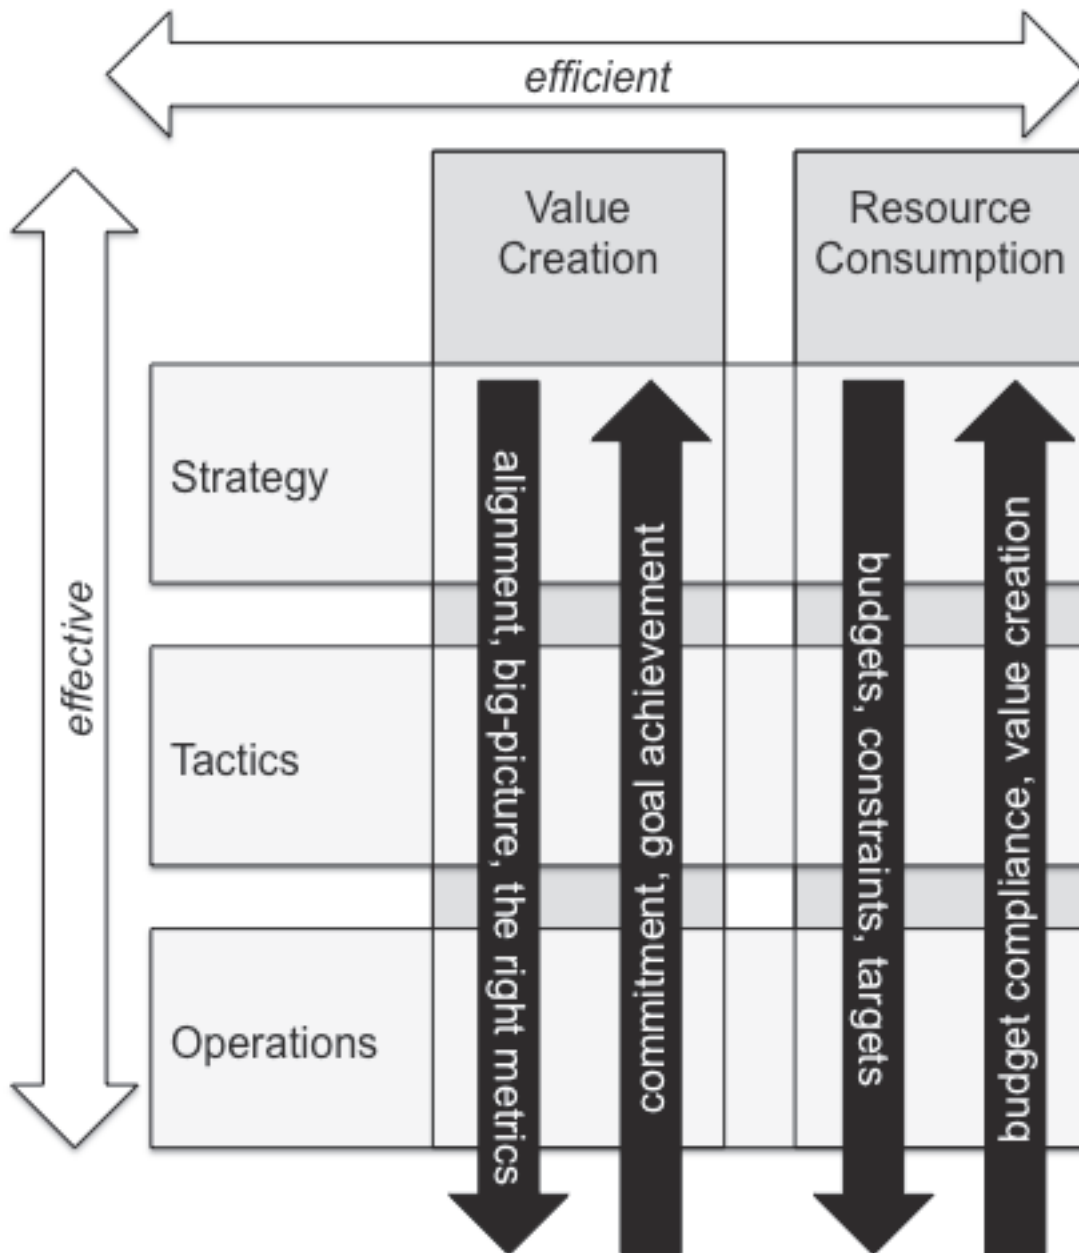 efficient
effective
Value
Creation
Resource
Consumption
Strategy
Tactics
Operations
alignment, big-picture, the right metrics
commitment, goal achievement
budgets, constraints, targets
budget compliance, value creation